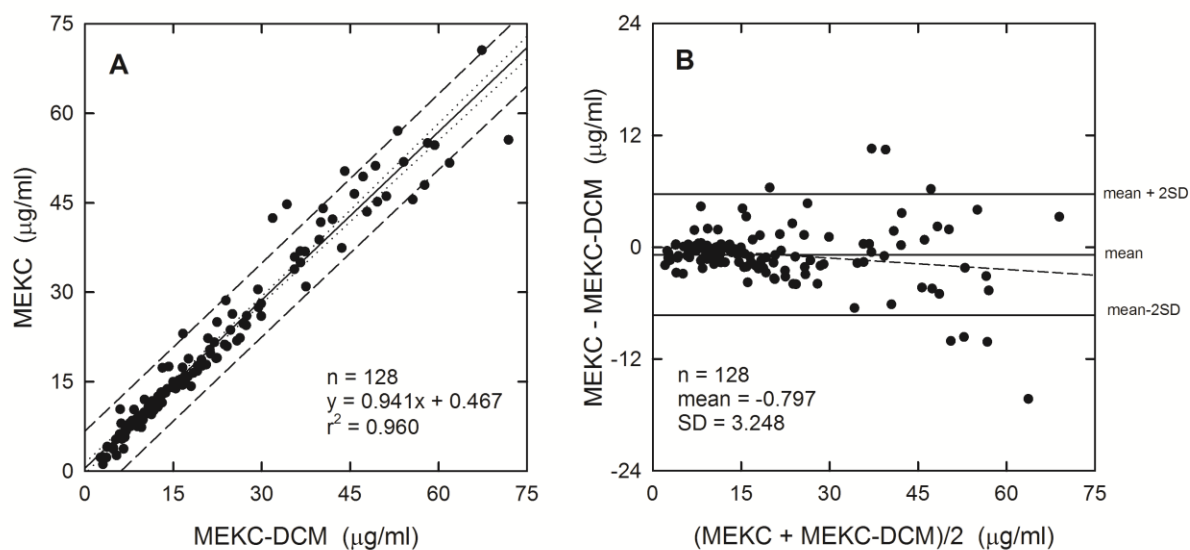 A
MEKC (μg/ml)
75
60
45
30
15
0
n = 128
y = 0.941x + 0.467
r² = 0.960
0 15 30 45 60 75
MEKC-DCM (μg/ml)
B
MEKC - MEKC-DCM (μg/ml)
24
12
0
-12
-24
mean + 2SD
mean
mean-2SD
n = 128
mean = -0.797
SD = 3.248
0 15 30 45 60 75
(MEKC + MEKC-DCM)/2 (μg/ml)